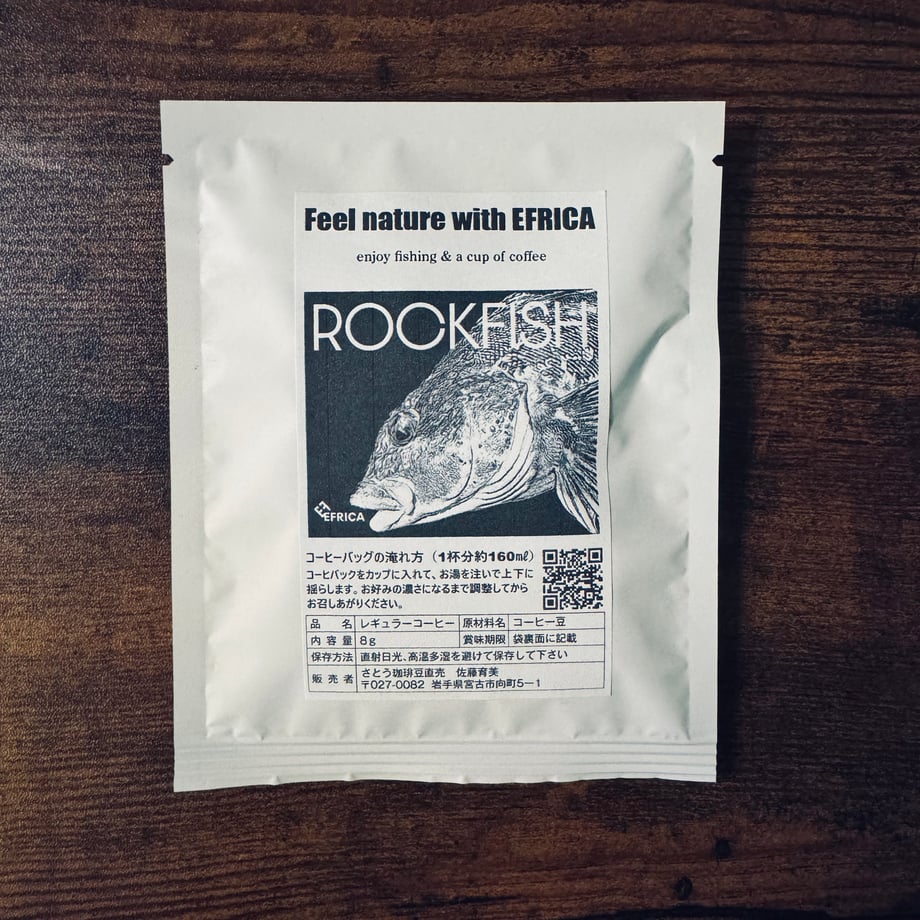 Feel nature with EFRICA
enjoy fishing & a cup of coffee
ROCKFISH
EFRICA
コーヒーバッグの淹れ方（1杯分約160㎖）
コーヒバックをカップに入れて、お湯を注いで上下に
揺らします。お好みの濃さになるまで調整してから
お召しあがりください。
品 名 レギュラーコーヒー 原材料名 コーヒー豆
内容量 8g 賞味期限 袋裏面に記載
保存方法 直射日光、高温多湿を避けて保存して下さい
販売者 さとう珈琲豆直売 佐藤育美
〒027-0082 岩手県宮古市向町5－1